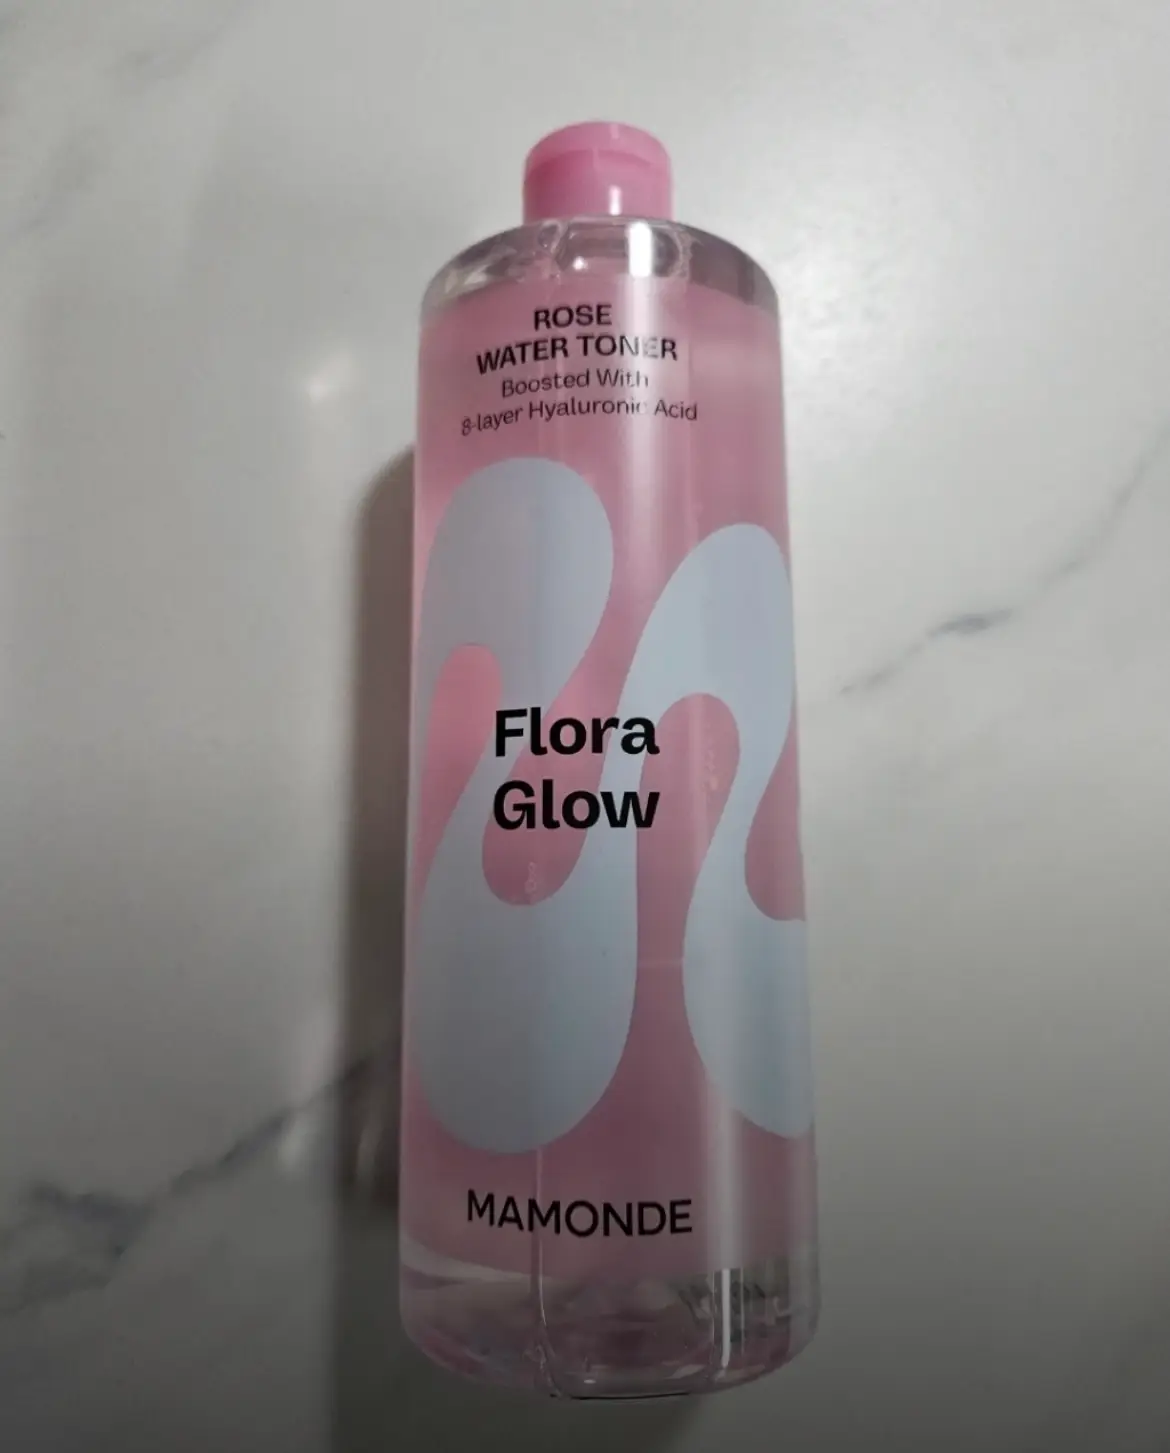 ROSE
WATER TONER
Boosted With
8-layer Hyaluronic Acid
Flora
Glow
MAMONDE